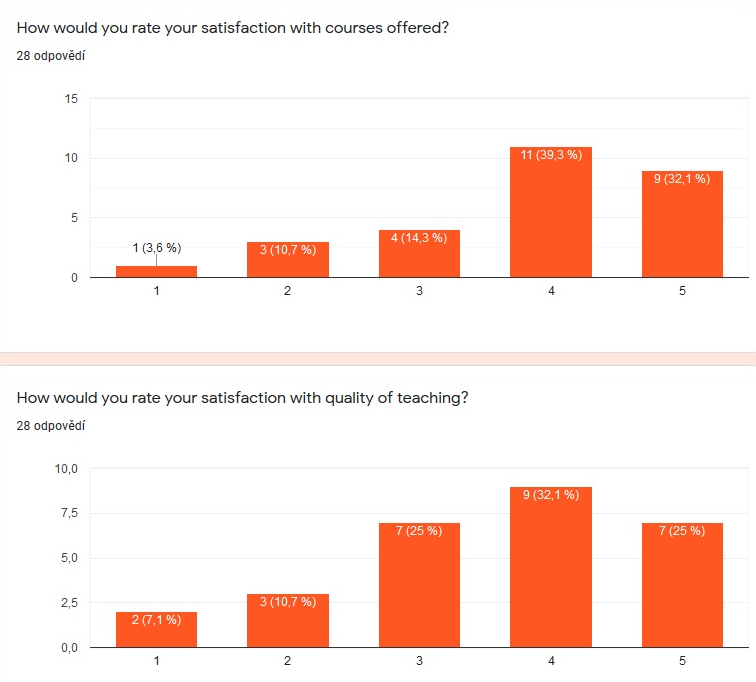 How would you rate your satisfaction with courses offered?
28 odpovědí
15
10
5
0
1 (3,6 %)
3 (10,7 %)
4 (14,3 %)
11 (39,3 %)
9 (32,1 %)
1 2 3 4 5
How would you rate your satisfaction with quality of teaching?
28 odpovědí
10,0
7,5
5,0
2,5
0,0
2 (7,1 %)
3 (10,7 %)
7 (25 %)
9 (32,1 %)
7 (25 %)
1 2 3 4 5